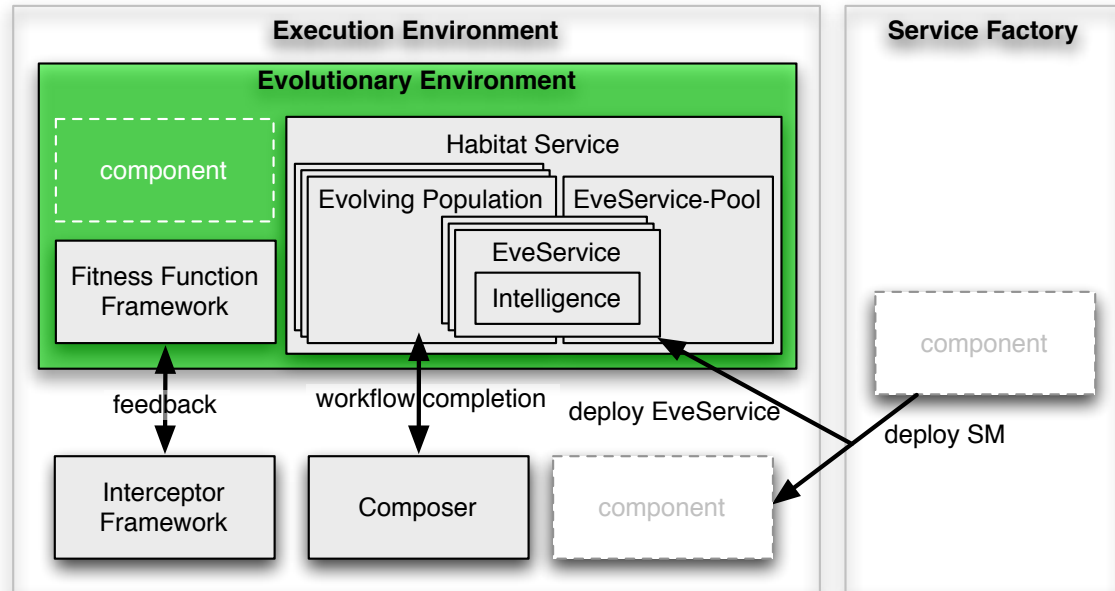 Execution Environment
Service Factory
Evolutionary Environment
component
Habitat Service
Evolving Population
EveService-Pool
EveService
Intelligence
Fitness Function
Framework
component
feedback
workflow completion
deploy EveService
deploy SM
Interceptor
Framework
Composer
component